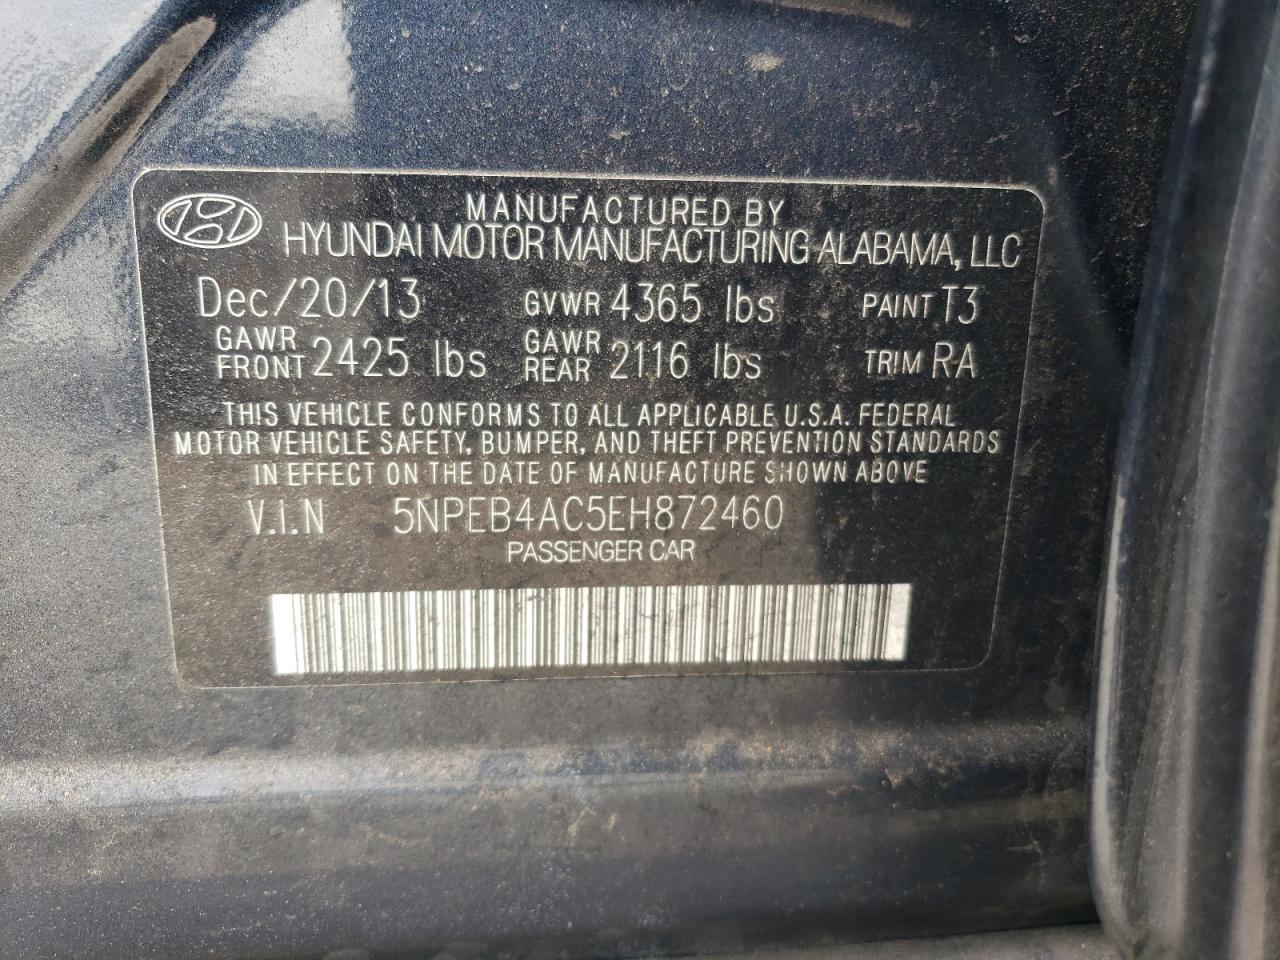 MANUFACTURED BY
HYUNDAI MOTOR MANUFACTURING ALABAMA, LLC
Dec/20/13 GVWR 4365 lbs PAINT T3
GAWR FRONT 2425 lbs GAWR REAR 2116 lbs TRIM RA
THIS VEHICLE CONFORMS TO ALL APPLICABLE U.S.A. FEDERAL
MOTOR VEHICLE SAFETY, BUMPER, AND THEFT PREVENTION STANDARDS
IN EFFECT ON THE DATE OF MANUFACTURE SHOWN ABOVE
V.I.N 5NPEB4AC5EH872460
PASSENGER CAR